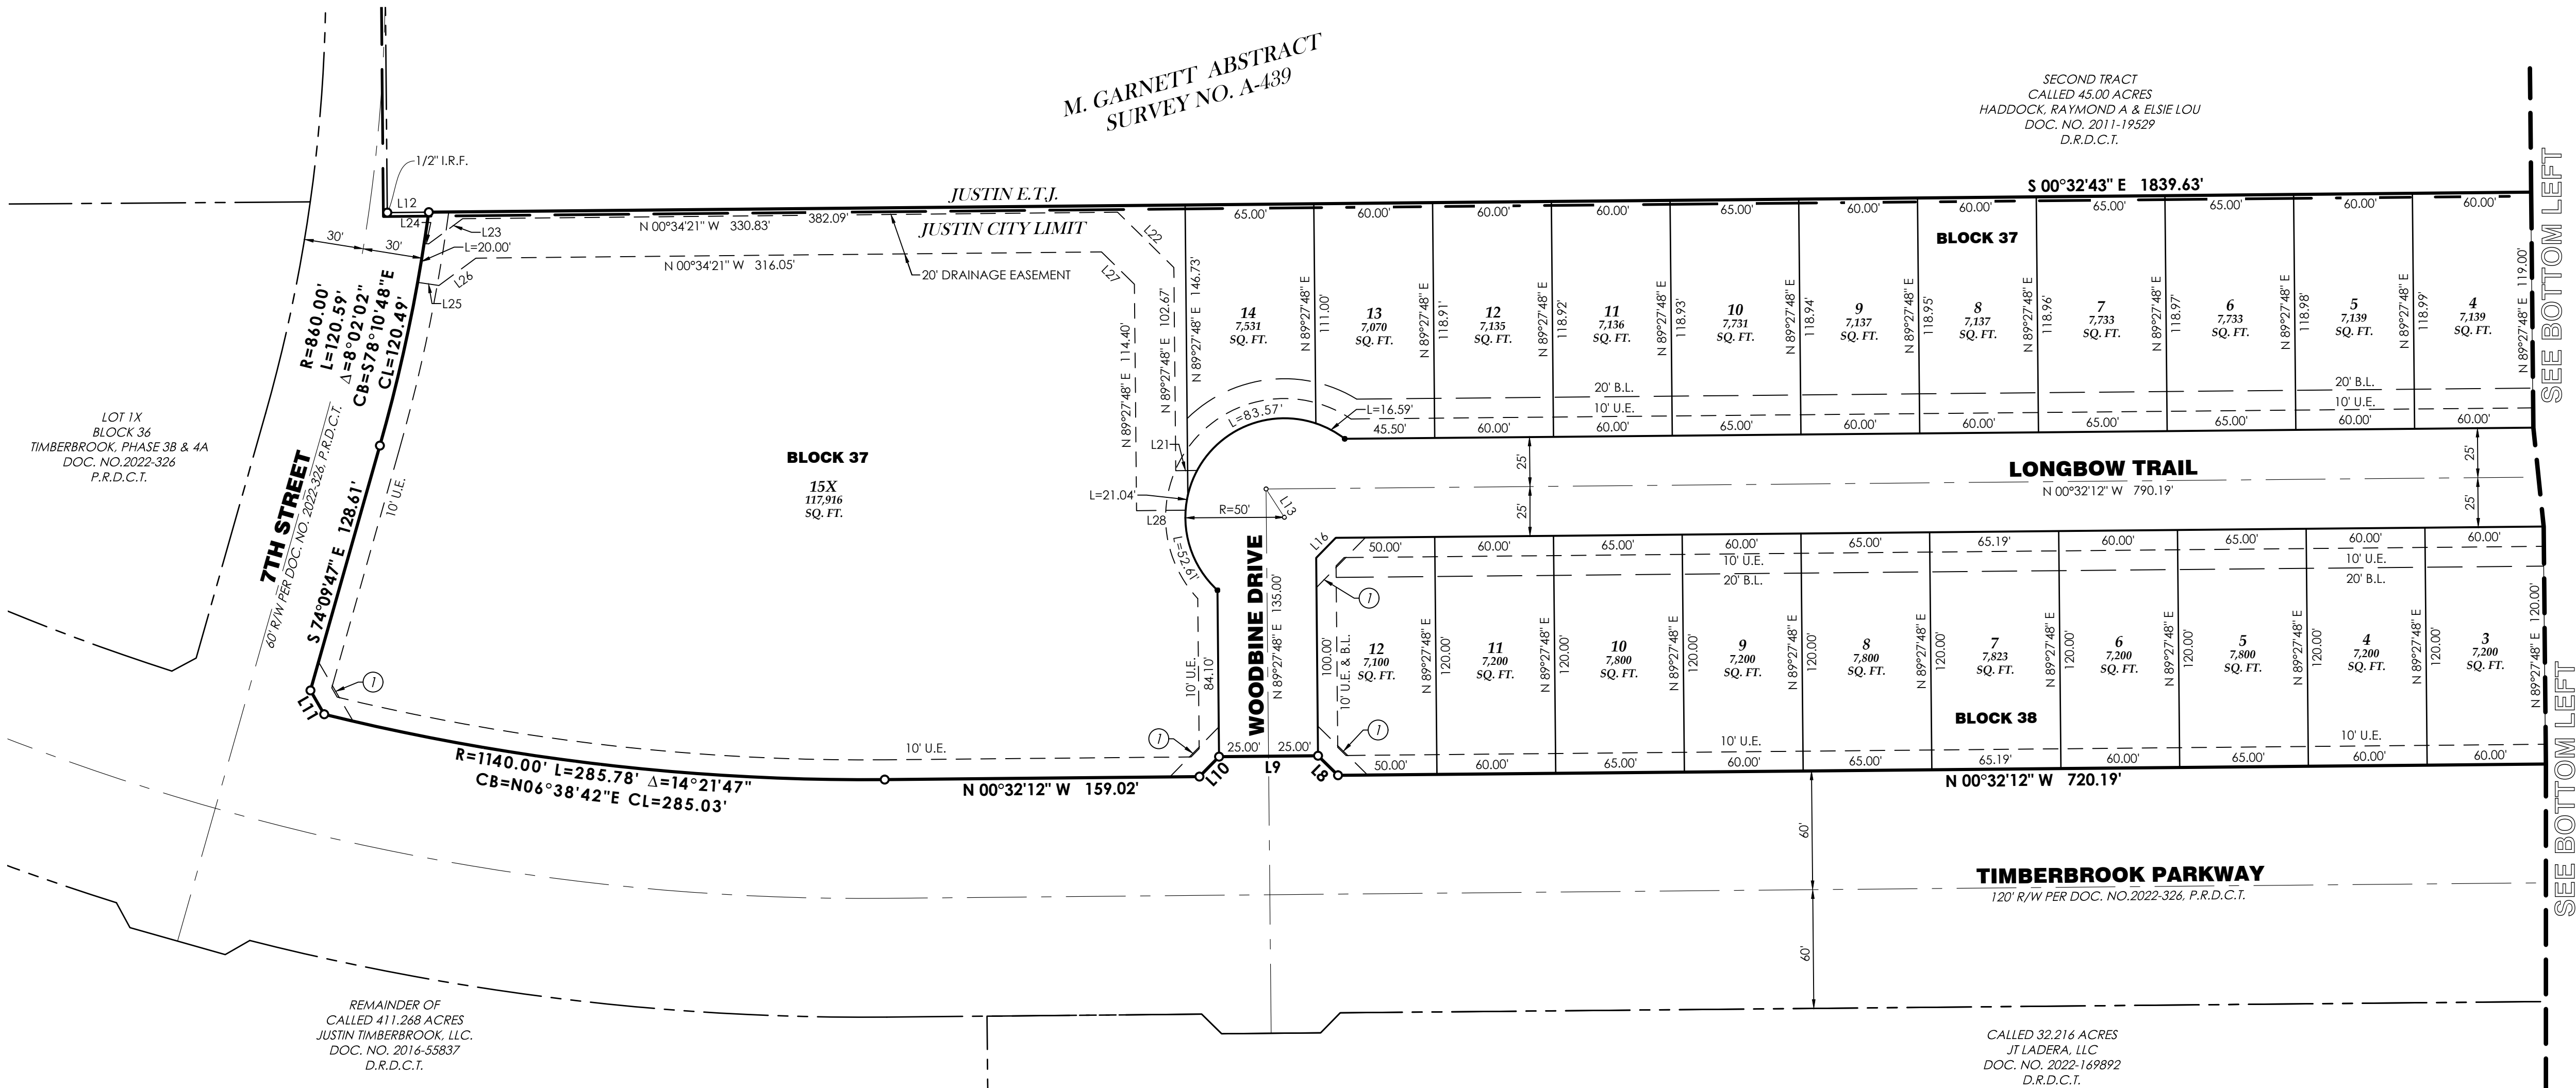 M. GARNETT ABSTRACT
SURVEY NO. A-439
SECOND TRACT
CALLED 45.00 ACRES
HADDOCK, RAYMOND A & ELSIE LOU
DOC. NO. 2011-19529
D.R.D.C.T.
SEE BOTTOM LEFT
1/2" I.R.F.
L12
L24
L23
L=20.00'
L26
L25
30'
30'
N 00°34'21" W 330.83'
382.09'
JUSTIN E.T.J.
JUSTIN CITY LIMIT
N 00°34'21" W 316.05'
20' DRAINAGE EASEMENT
L22
L27
S 00°32'43" E 1839.63'
65.00'
60.00'
60.00'
60.00'
65.00'
60.00'
60.00'
65.00'
65.00'
60.00'
60.00'
BLOCK 37
R=860.00'
L=120.59'
Δ=8°02'02"
CB=S78°10'48"E
CL=120.49'
N 89°27'48" E 114.40'
N 89°27'48" E 102.67'
N 89°27'48" E 146.73'
14
7,531
SQ. FT.
N 89°27'48" E
111.00'
13
7,070
SQ. FT.
N 89°27'48" E
118.91'
12
7,135
SQ. FT.
N 89°27'48" E
118.92'
11
7,136
SQ. FT.
N 89°27'48" E
118.93'
10
7,731
SQ. FT.
N 89°27'48" E
118.94'
9
7,137
SQ. FT.
N 89°27'48" E
118.95'
8
7,137
SQ. FT.
N 89°27'48" E
118.96'
7
7,733
SQ. FT.
N 89°27'48" E
118.97'
6
7,733
SQ. FT.
N 89°27'48" E
118.98'
5
7,139
SQ. FT.
N 89°27'48" E
118.99'
4
7,139
SQ. FT.
N 89°27'48" E 119.00'
20' B.L.
20' B.L.
10' U.E.
10' U.E.
L=83.57'
L=16.59'
45.50'
60.00'
60.00'
65.00'
60.00'
60.00'
65.00'
65.00'
60.00'
60.00'
LOT 1X
BLOCK 36
TIMBERBROOK, PHASE 3B & 4A
DOC. NO.2022-326
P.R.D.C.T.
7TH STREET
60' R/W PER DOC. NO. 2022-326, P.R.D.C.T.
S 74°09'47" E 128.61'
10' U.E.
BLOCK 37
15X
117,916
SQ. FT.
L21
L=21.04'
L28
R=50'
L13
L=52.61'
25'
25'
LONGBOW TRAIL
N 00°32'12" W 790.19'
25'
25'
L16
50.00'
60.00'
65.00'
60.00'
65.00'
65.19'
60.00'
65.00'
60.00'
60.00'
10' U.E.
20' B.L.
10' U.E.
20' B.L.
WOODBINE DRIVE
N 89°27'48" E 135.00'
10' U.E.
84.10'
100.00'
10' U.E & B.L.
1
1
1
1
12
7,100
SQ. FT.
N 89°27'48" E
120.00'
11
7,200
SQ. FT.
N 89°27'48" E
120.00'
10
7,800
SQ. FT.
N 89°27'48" E
120.00'
9
7,200
SQ. FT.
N 89°27'48" E
120.00'
8
7,800
SQ. FT.
N 89°27'48" E
120.00'
7
7,823
SQ. FT.
N 89°27'48" E
120.00'
6
7,200
SQ. FT.
N 89°27'48" E
120.00'
5
7,800
SQ. FT.
N 89°27'48" E
120.00'
4
7,200
SQ. FT.
N 89°27'48" E
120.00'
3
7,200
SQ. FT.
N 89°27'48" E 120.00'
BLOCK 38
10' U.E.
10' U.E.
10' U.E.
L11
R=1140.00' L=285.78' Δ=14°21'47"
CB=N06°38'42"E CL=285.03'
N 00°32'12" W 159.02'
L10
25.00'
25.00'
L9
L8
50.00'
60.00'
65.00'
60.00'
65.00'
65.19'
60.00'
65.00'
60.00'
60.00'
N 00°32'12" W 720.19'
SEE BOTTOM LEFT
60'
60'
TIMBERBROOK PARKWAY
120' R/W PER DOC. NO.2022-326, P.R.D.C.T.
REMAINDER OF
CALLED 411.268 ACRES
JUSTIN TIMBERBROOK, LLC.
DOC. NO. 2016-55837
D.R.D.C.T.
CALLED 32.216 ACRES
JT LADERA, LLC
DOC. NO. 2022-169892
D.R.D.C.T.